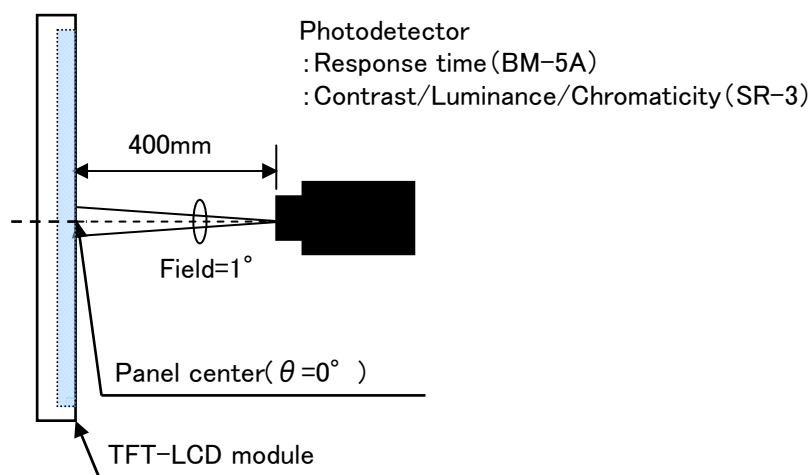 Photodetector
:Response time(BM-5A)
:Contrast/Luminance/Chromaticity(SR-3)
400mm
Field=1°
Panel center(θ=0°)
TFT-LCD module